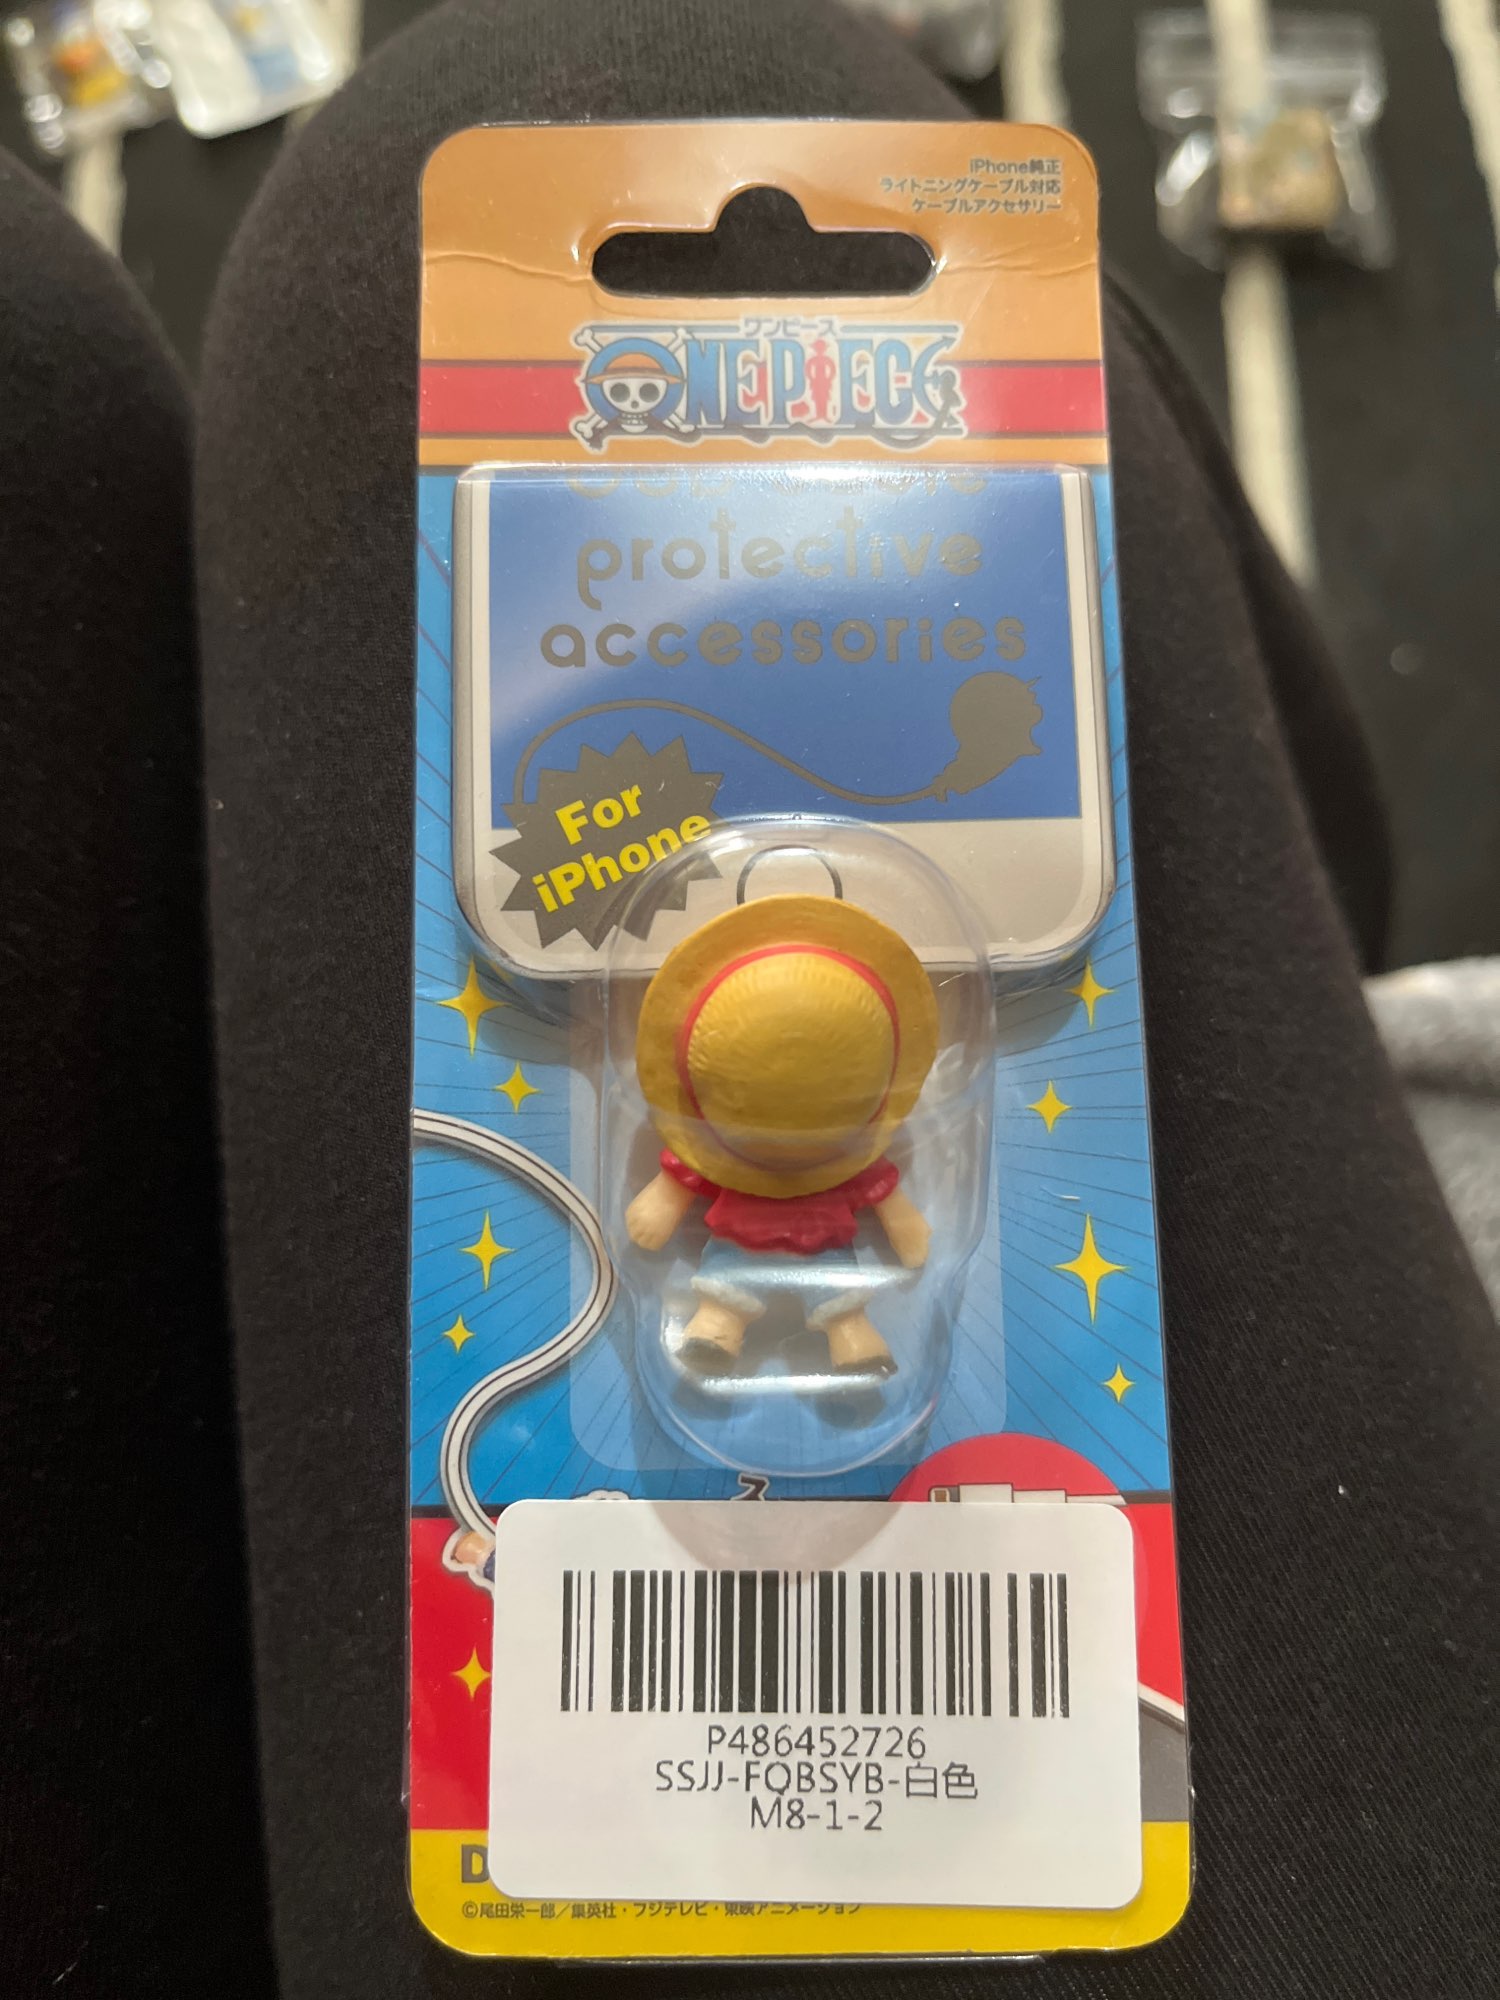 iPhone純正
ライトニングケーブル対応
ケーブルアクセサリー
ワンピース
ONE PIECE
protective
accessories
For
iPhone
ス
P486452726
SSJJ-FQBSYB-白色
M8-1-2
D
©尾田栄一郎／集英社・フジテレビ・東映アニメーション